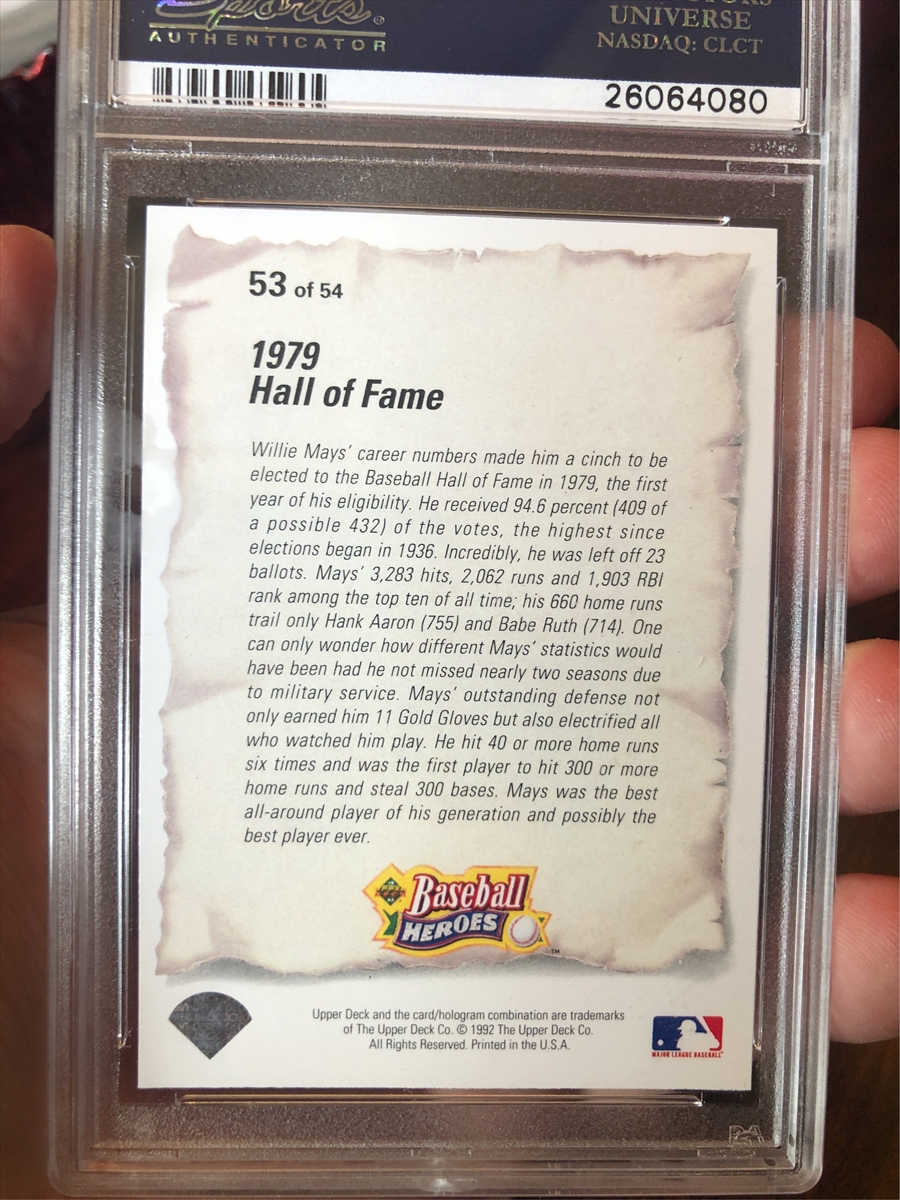 Sports
AUTHENTICATOR
UNIVERSE
NASDAQ: CLCT
26064080
53 of 54
1979
Hall of Fame
Willie Mays' career numbers made him a cinch to be
elected to the Baseball Hall of Fame in 1979, the first
year of his eligibility. He received 94.6 percent (409 of
a possible 432) of the votes, the highest since
elections began in 1936. Incredibly, he was left off 23
ballots. Mays' 3,283 hits, 2,062 runs and 1,903 RBI
rank among the top ten of all time; his 660 home runs
trail only Hank Aaron (755) and Babe Ruth (714). One
can only wonder how different Mays' statistics would
have been had he not missed nearly two seasons due
to military service. Mays' outstanding defense not
only earned him 11 Gold Gloves but also electrified all
who watched him play. He hit 40 or more home runs
six times and was the first player to hit 300 or more
home runs and steal 300 bases. Mays was the best
all-around player of his generation and possibly the
best player ever.
Baseball
HEROES
TM
Upper Deck and the card/hologram combination are trademarks
of The Upper Deck Co. © 1992 The Upper Deck Co.
All Rights Reserved. Printed in the U.S.A.
MAJOR LEAGUE BASEBALL